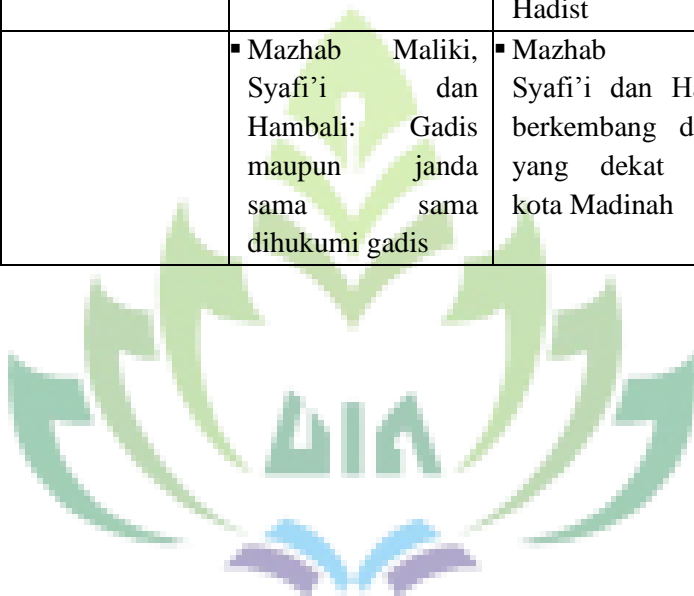 Hadist
▪ Mazhab Maliki,
Syafi’i dan
Hambali: Gadis
maupun janda
sama sama
dihukumi gadis
▪ Mazhab
Syafi’i dan
berkembang
yang dekat
kota Madinah